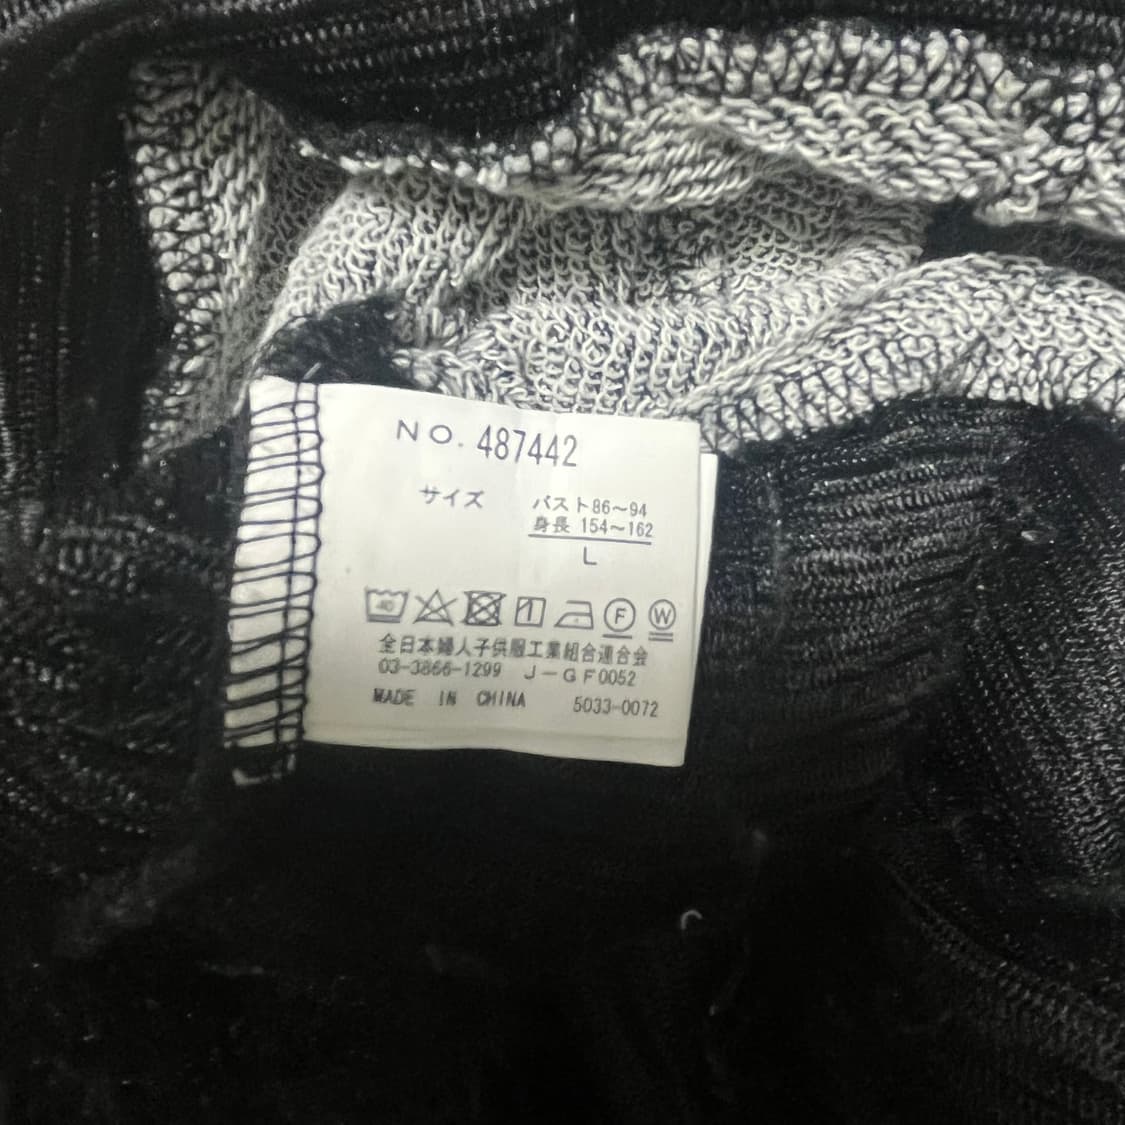 NO. 487442
サイズ バスト86～94
身長 154～162
L
40 F W
全日本婦人子供服工業組合連合会
03-3866-1299 J-GF0052
MADE IN CHINA 5033-0072